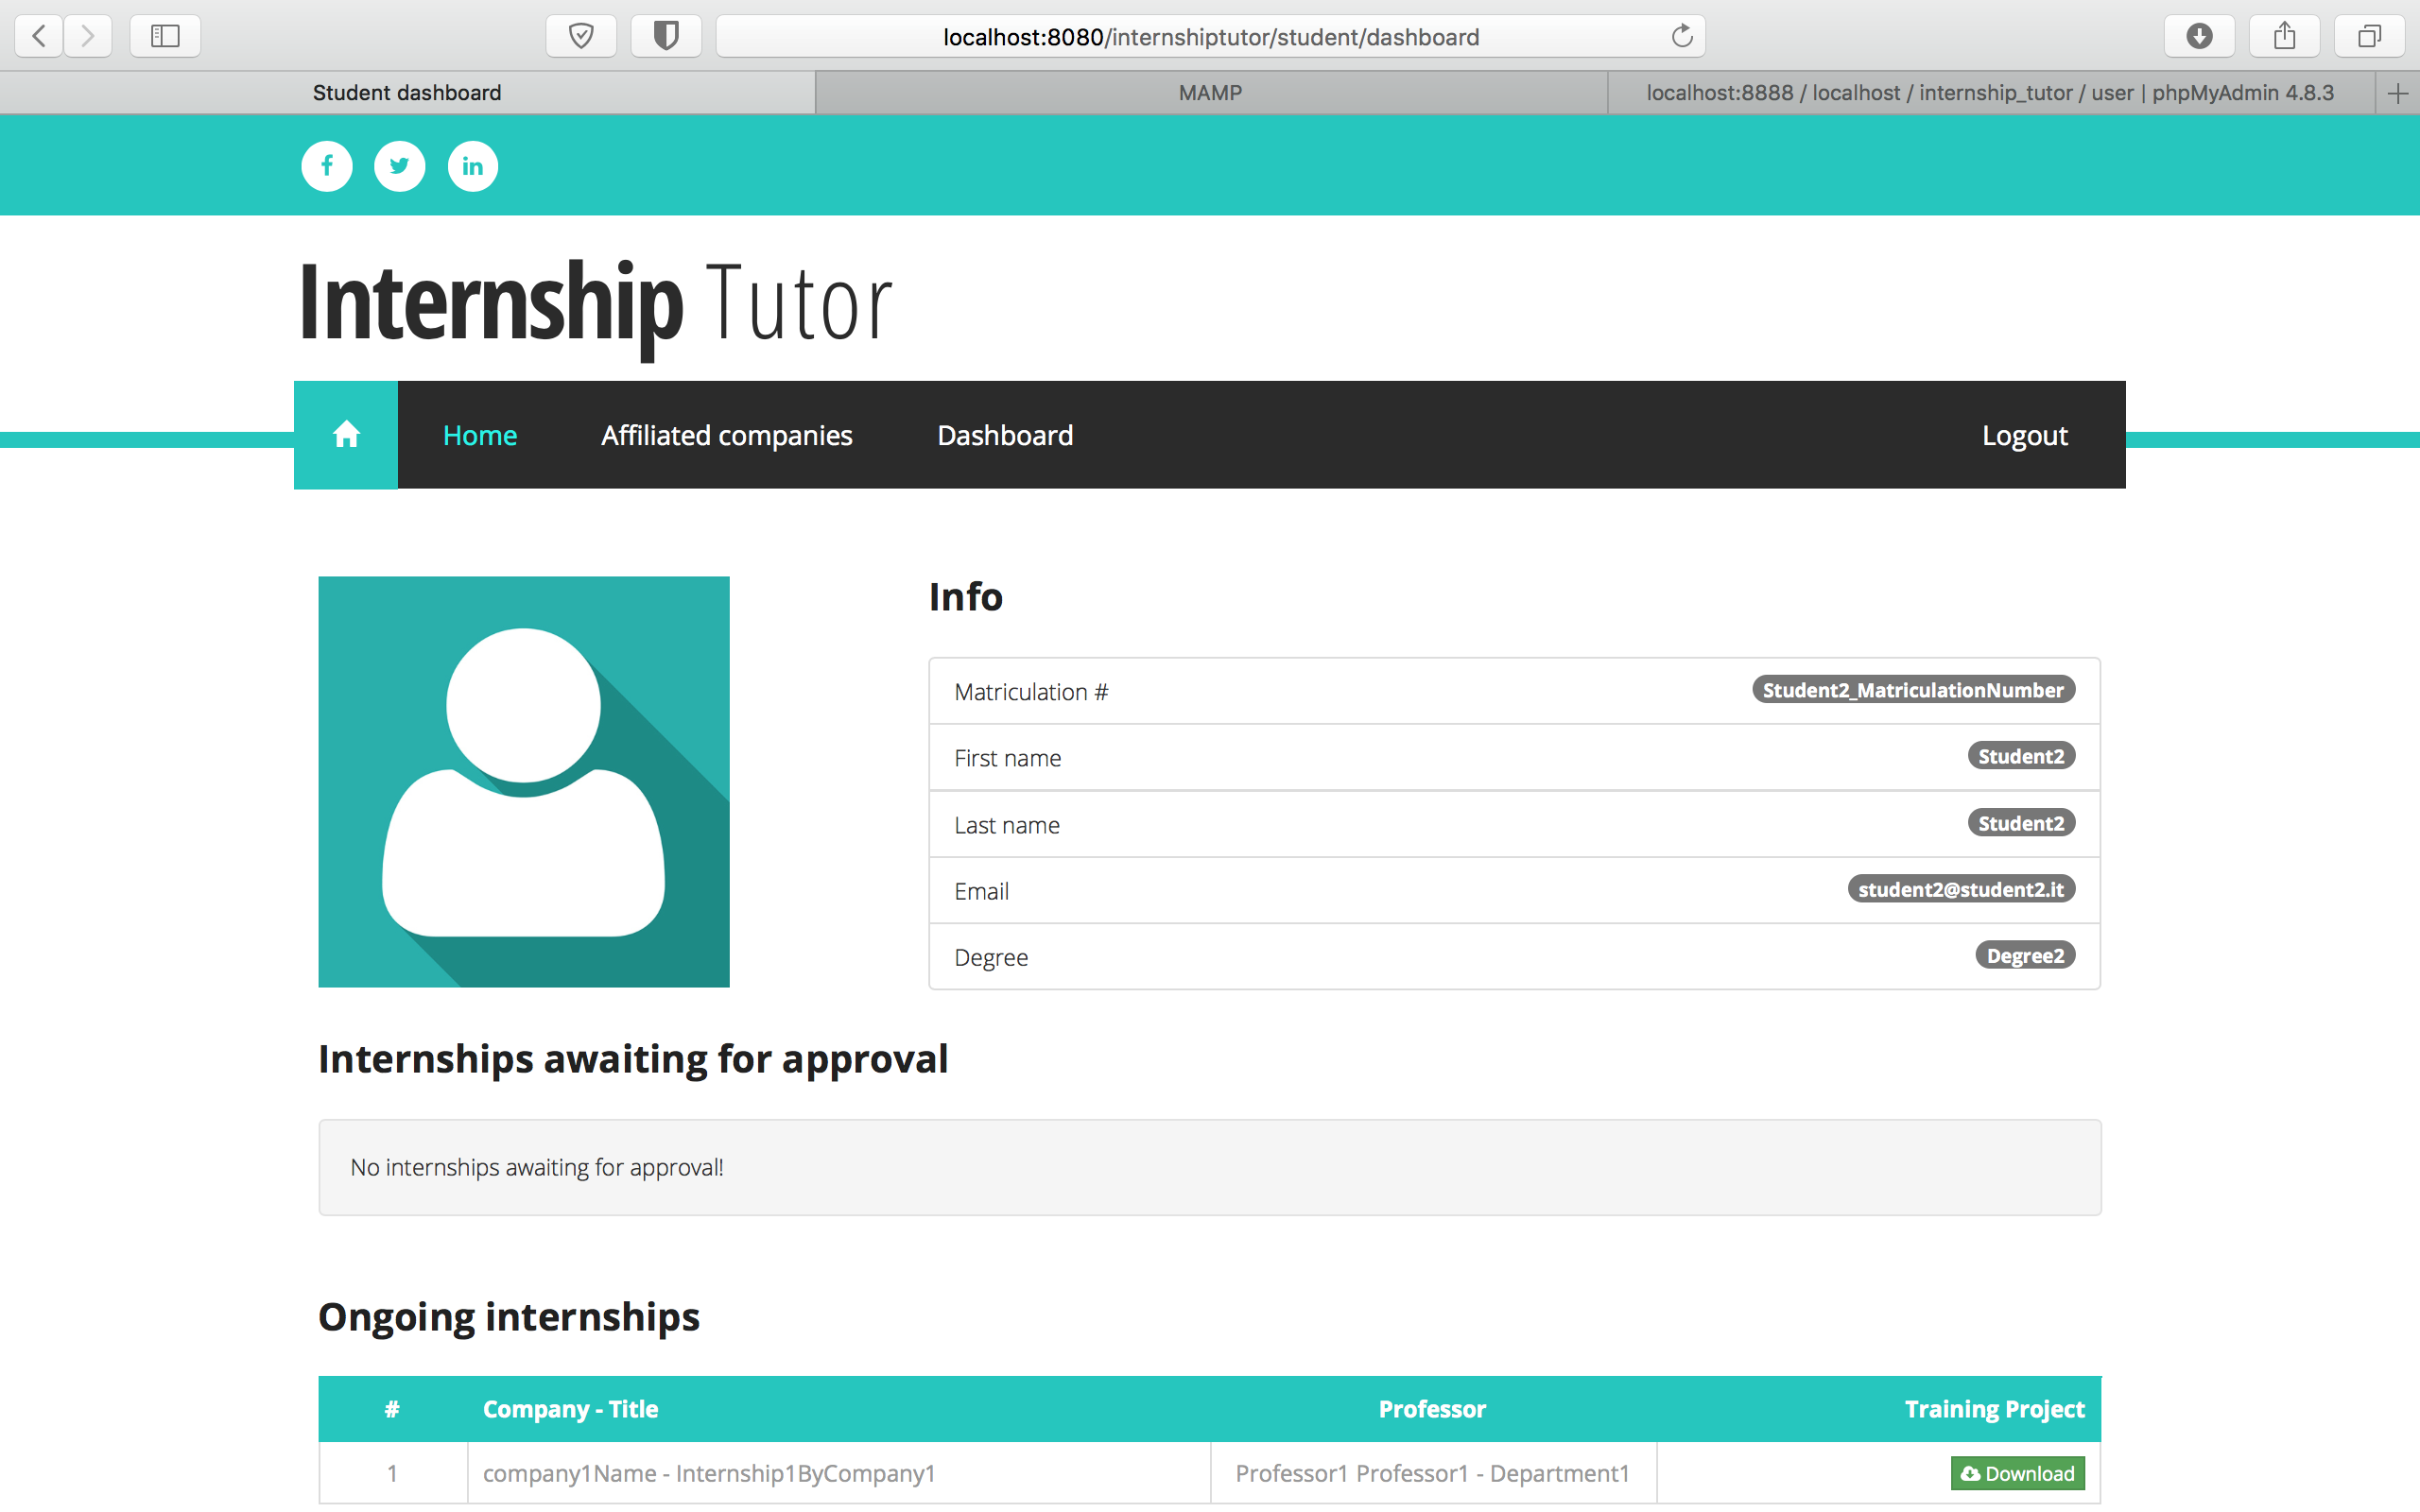 localhost:8080/internshiptutor/student/dashboard
Student dashboard
MAMP
localhost:8888 / localhost / internship_tutor / user | phpMyAdmin 4.8.3
Internship Tutor
Home
Affiliated companies
Dashboard
Logout
Info
Matriculation #
Student2_MatriculationNumber
First name
Student2
Last name
Student2
Email
student2@student2.it
Degree
Degree2
Internships awaiting for approval
No internships awaiting for approval!
Ongoing internships
# Company - Title Professor Training Project
1 company1Name - Internship1ByCompany1 Professor1 Professor1 - Department1 Download